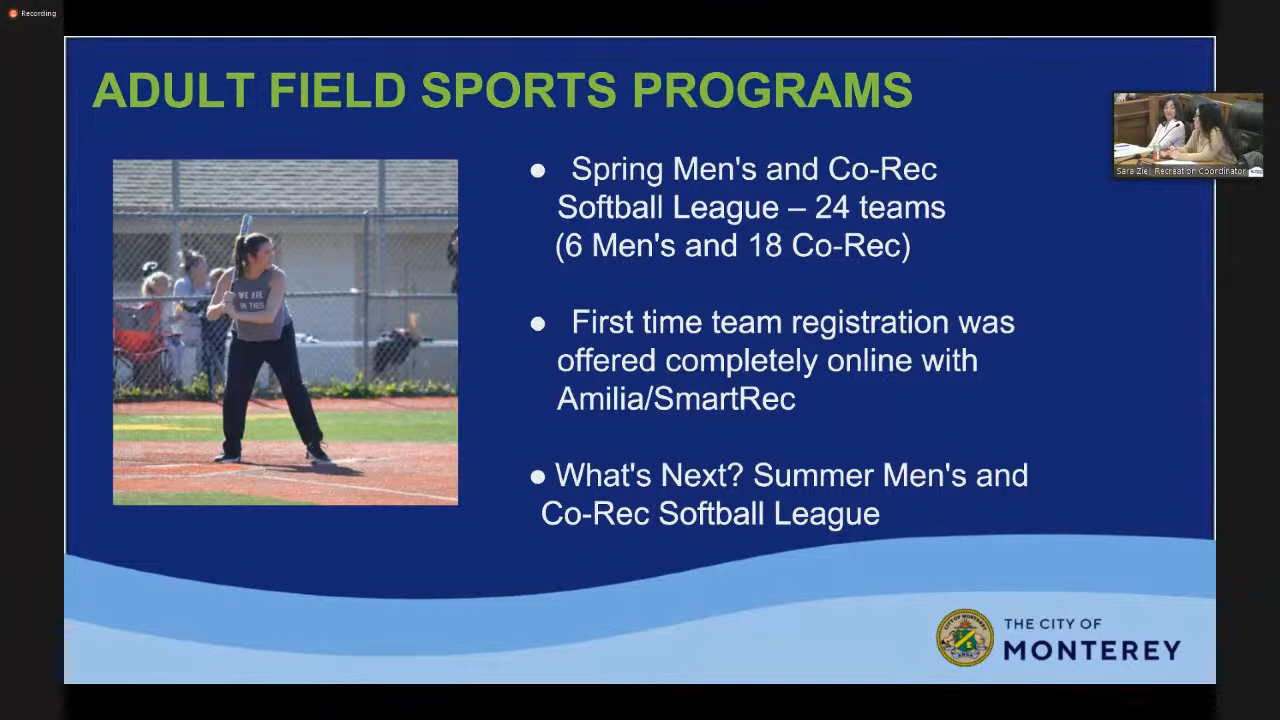 Recording
ADULT FIELD SPORTS PROGRAMS
● Spring Men's and Co-Rec
Softball League – 24 teams
(6 Men's and 18 Co-Rec)
● First time team registration was
offered completely online with
Amilia/SmartRec
● What's Next? Summer Men's and
Co-Rec Softball League
WE ARE
IN THIS
Recreation Coordinator
THE CITY OF
MONTEREY